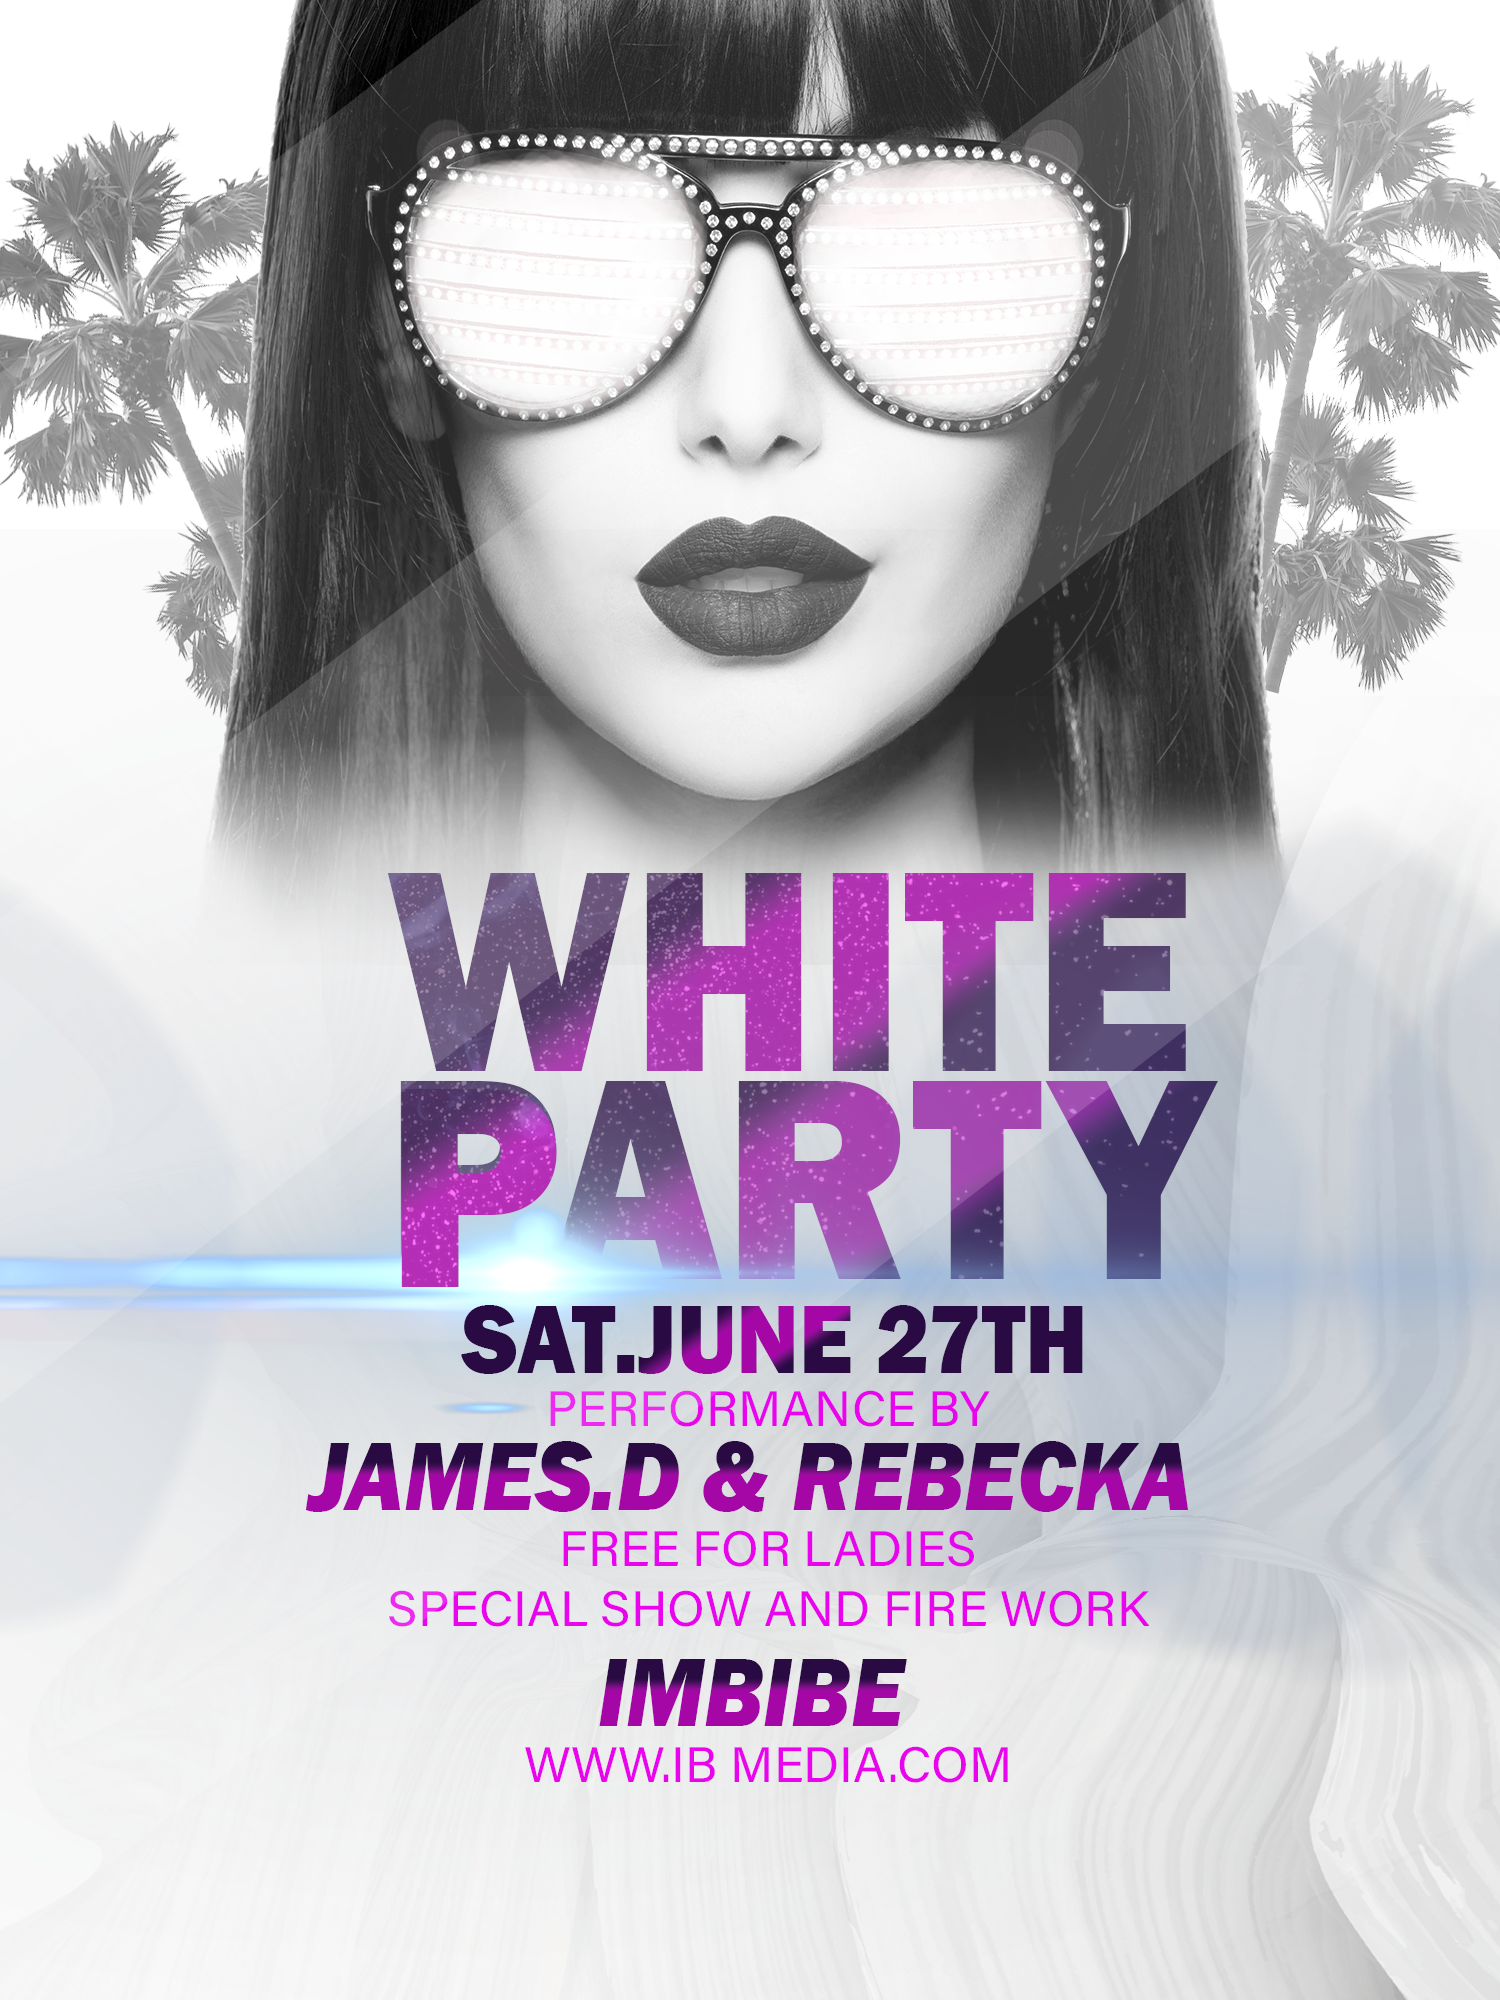 WHITE
PARTY
SAT.JUNE 27TH
PERFORMANCE BY
JAMES.D & REBECKA
FREE FOR LADIES
SPECIAL SHOW AND FIRE WORK
IMBIBE
WWW.IB MEDIA.COM